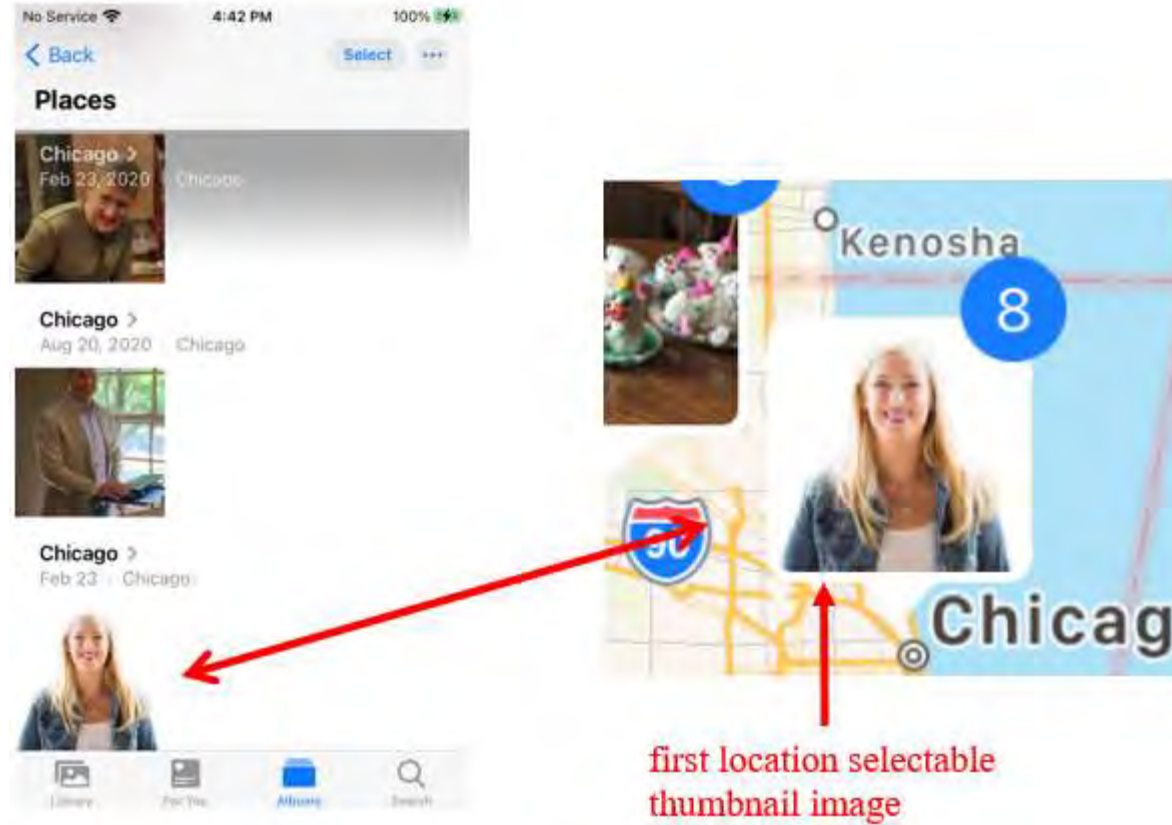 No Service 4:42 PM 100%
Back Select ...
Places
Chicago >
Feb 23, 2020 Chicago
Chicago >
Aug 20, 2020 Chicago
Chicago >
Feb 23 · Chicago
Library For You Albums Search
Kenosha
8
90
Chicag
first location selectable
thumbnail image